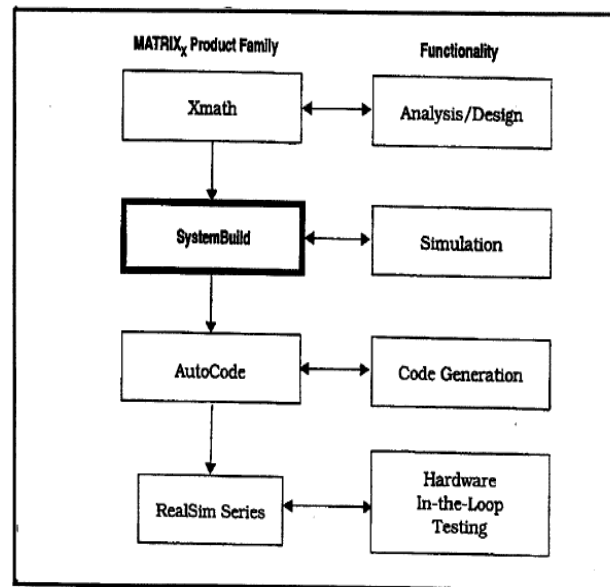 MATRIXX Product Family
Functionality
Xmath
Analysis/Design
SystemBuild
Simulation
AutoCode
Code Generation
RealSim Series
Hardware
In-the-Loop
Testing